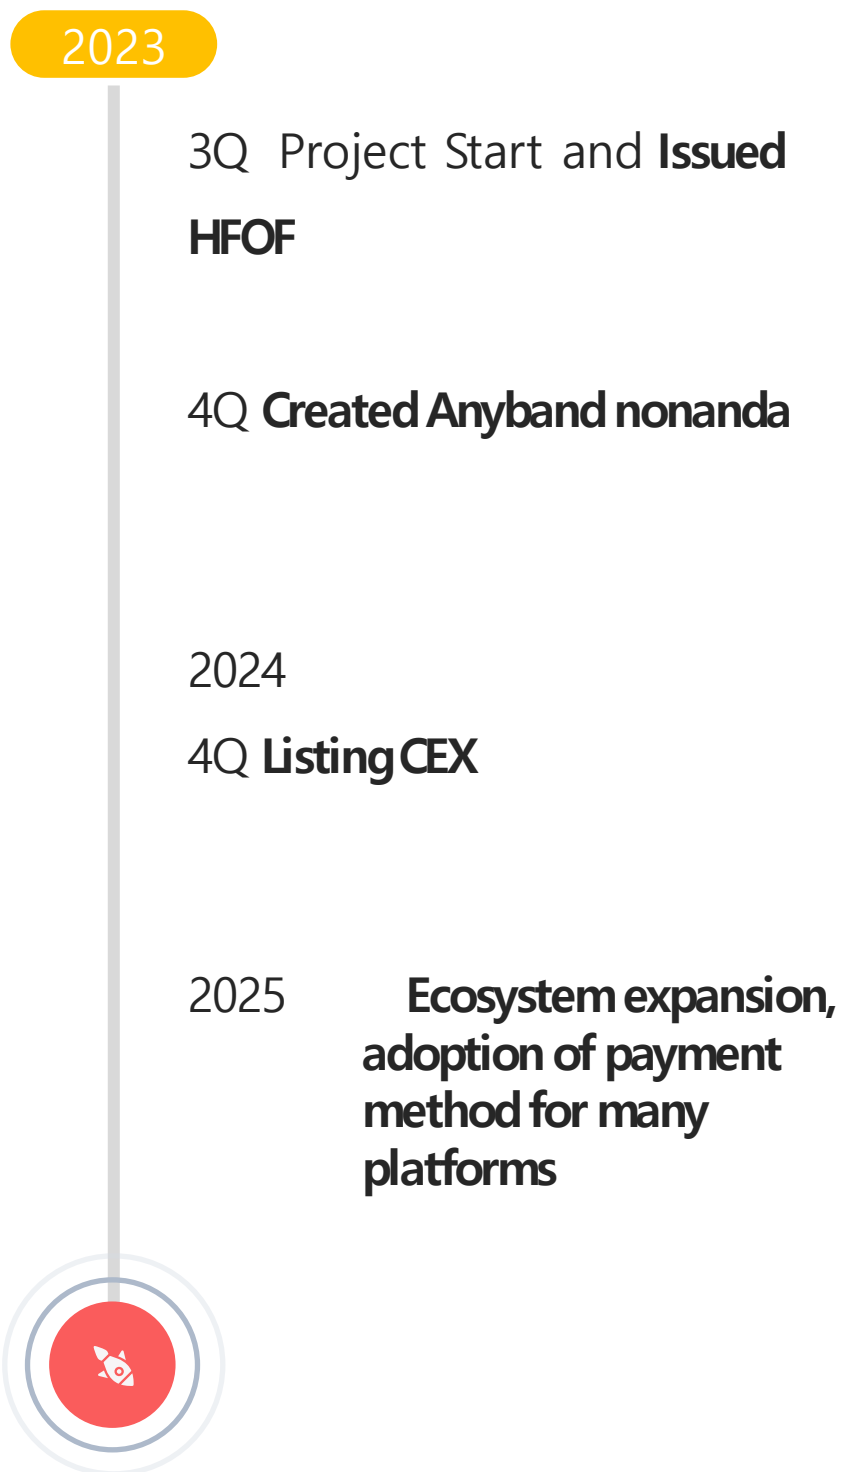 2023
3Q Project Start and Issued
HFOF
4Q Created Anyband nonanda
2024
4Q Listing CEX
2025 Ecosystem expansion,
adoption of payment
method for many
platforms